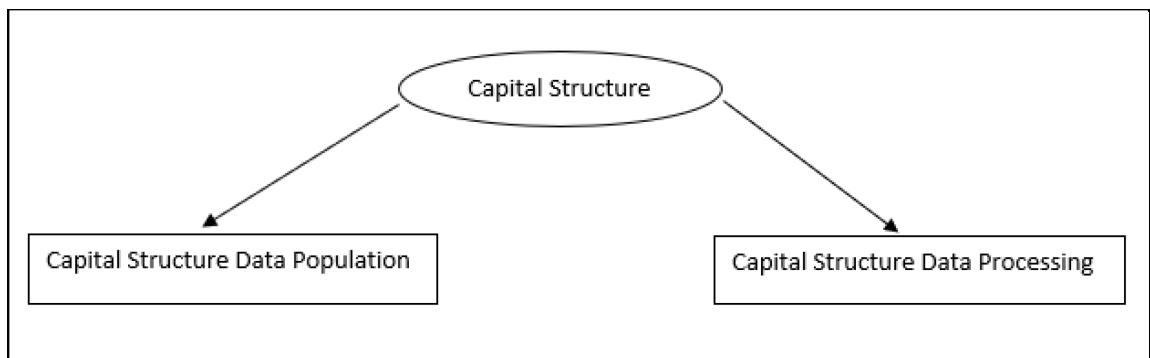 Capital Structure
Capital Structure Data Population
Capital Structure Data Processing